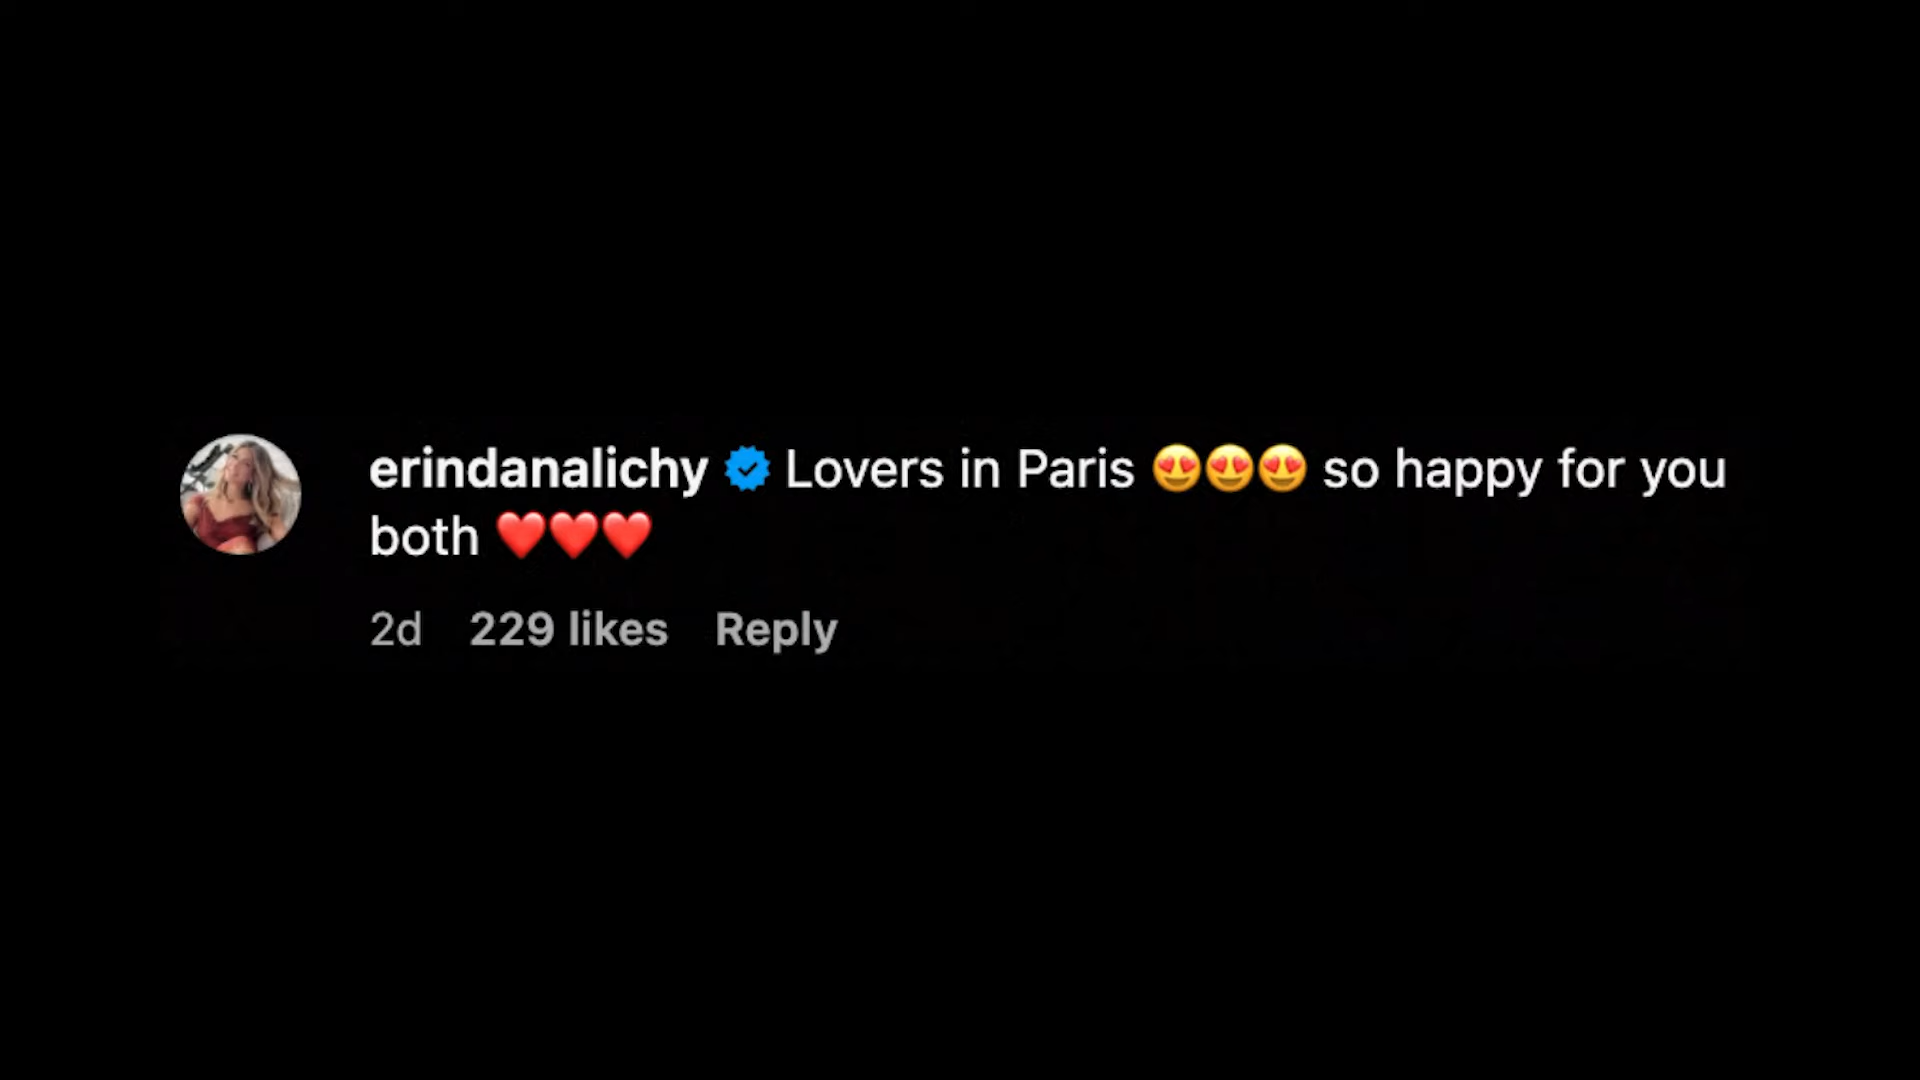 erindanalichy Lovers in Paris 😍😍😍 so happy for you
both ❤️❤️❤️
2d 229 likes Reply